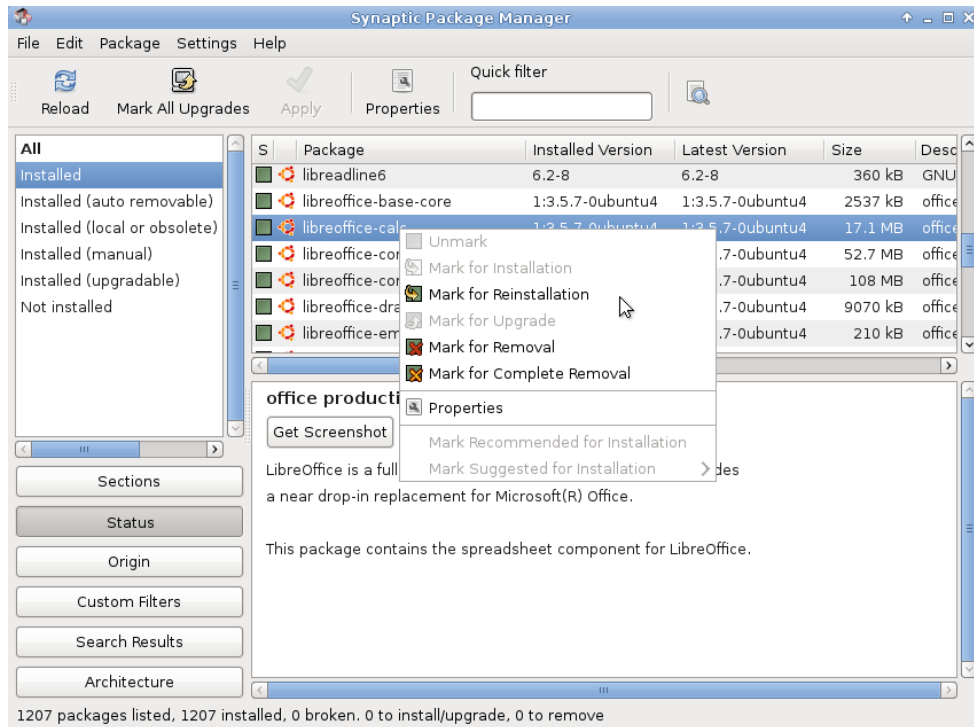 Synaptic Package Manager
File Edit Package Settings Help
Quick filter
Reload Mark All Upgrades Apply Properties
All
Installed
Installed (auto removable)
Installed (local or obsolete)
Installed (manual)
Installed (upgradable)
Not installed
S Package Installed Version Latest Version Size Desc
libreadline6 6.2-8 6.2-8 360 kB GNU
libreoffice-base-core 1:3.5.7-0ubuntu4 1:3.5.7-0ubuntu4 2537 kB office
libreoffice-calc 1:3.5.7-0ubuntu4 1:3.5.7-0ubuntu4 17.1 MB office
libreoffice-cor .7-0ubuntu4 52.7 MB office
libreoffice-cor .7-0ubuntu4 108 MB office
libreoffice-dra .7-0ubuntu4 9070 kB office
libreoffice-em .7-0ubuntu4 210 kB office
Unmark
Mark for Installation
Mark for Reinstallation
Mark for Upgrade
Mark for Removal
Mark for Complete Removal
Properties
Mark Recommended for Installation
Mark Suggested for Installation
office producti
Get Screenshot
LibreOffice is a full des
a near drop-in replacement for Microsoft(R) Office.
This package contains the spreadsheet component for LibreOffice.
Sections
Status
Origin
Custom Filters
Search Results
Architecture
1207 packages listed, 1207 installed, 0 broken. 0 to install/upgrade, 0 to remove